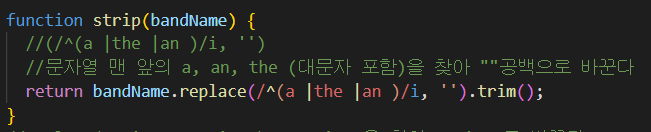 function strip(bandName) {
//(/^(a |the |an )/i, '')
//문자열 맨 앞의 a, an, the (대문자 포함)을 찾아 ""공백으로 바꾼다
return bandName.replace(/^(a |the |an )/i, '').trim();
}